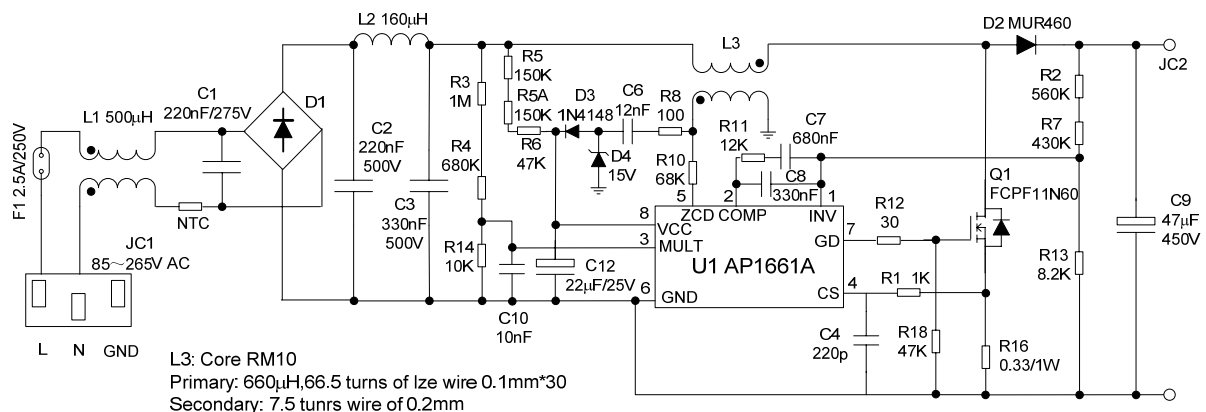 L2 160μH
D2 MUR460
L3
JC2
R5
150K
R3
1M
R5A
150K
D3
1N4148
C6
12nF
R8
100
C7
680nF
R2
560K
C1
220nF/275V
D1
L1 500μH
F1 2.5A/250V
C2
220nF
500V
R4
680K
R6
47K
D4
15V
R11
12K
R7
430K
R10
68K
C8
330nF
NTC
C3
330nF
500V
5
2
1
ZCD COMP
INV
R12
30
Q1
FCPF11N60
C9
47μF
450V
JC1
85~265V AC
R14
10K
8
VCC
3
MULT
GD
7
U1 AP1661A
R13
8.2K
C12
22μF/25V
6
GND
CS
4
R1 1K
C10
10nF
C4
220p
R18
47K
R16
0.33/1W
L N GND
L3: Core RM10
Primary: 660μH,66.5 turns of lze wire 0.1mm*30
Secondary: 7.5 tunrs wire of 0.2mm